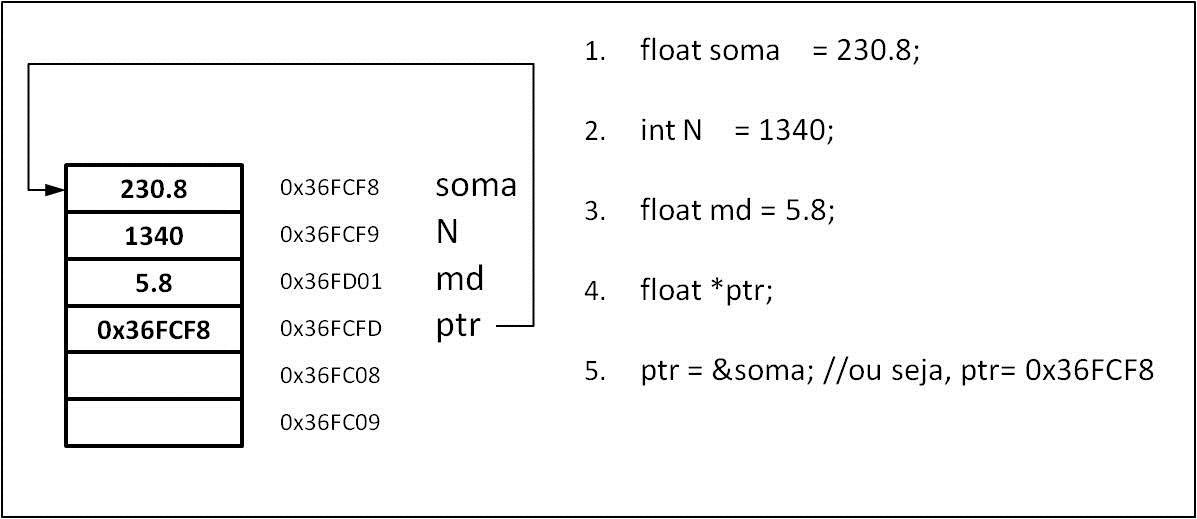 1. float soma = 230.8;
2. int N = 1340;
3. float md = 5.8;
4. float *ptr;
5. ptr = &soma; //ou seja, ptr= 0x36FCF8
230.8 0x36FCF8 soma
1340 0x36FCF9 N
5.8 0x36FD01 md
0x36FCF8 0x36FCFD ptr
0x36FC08
0x36FC09